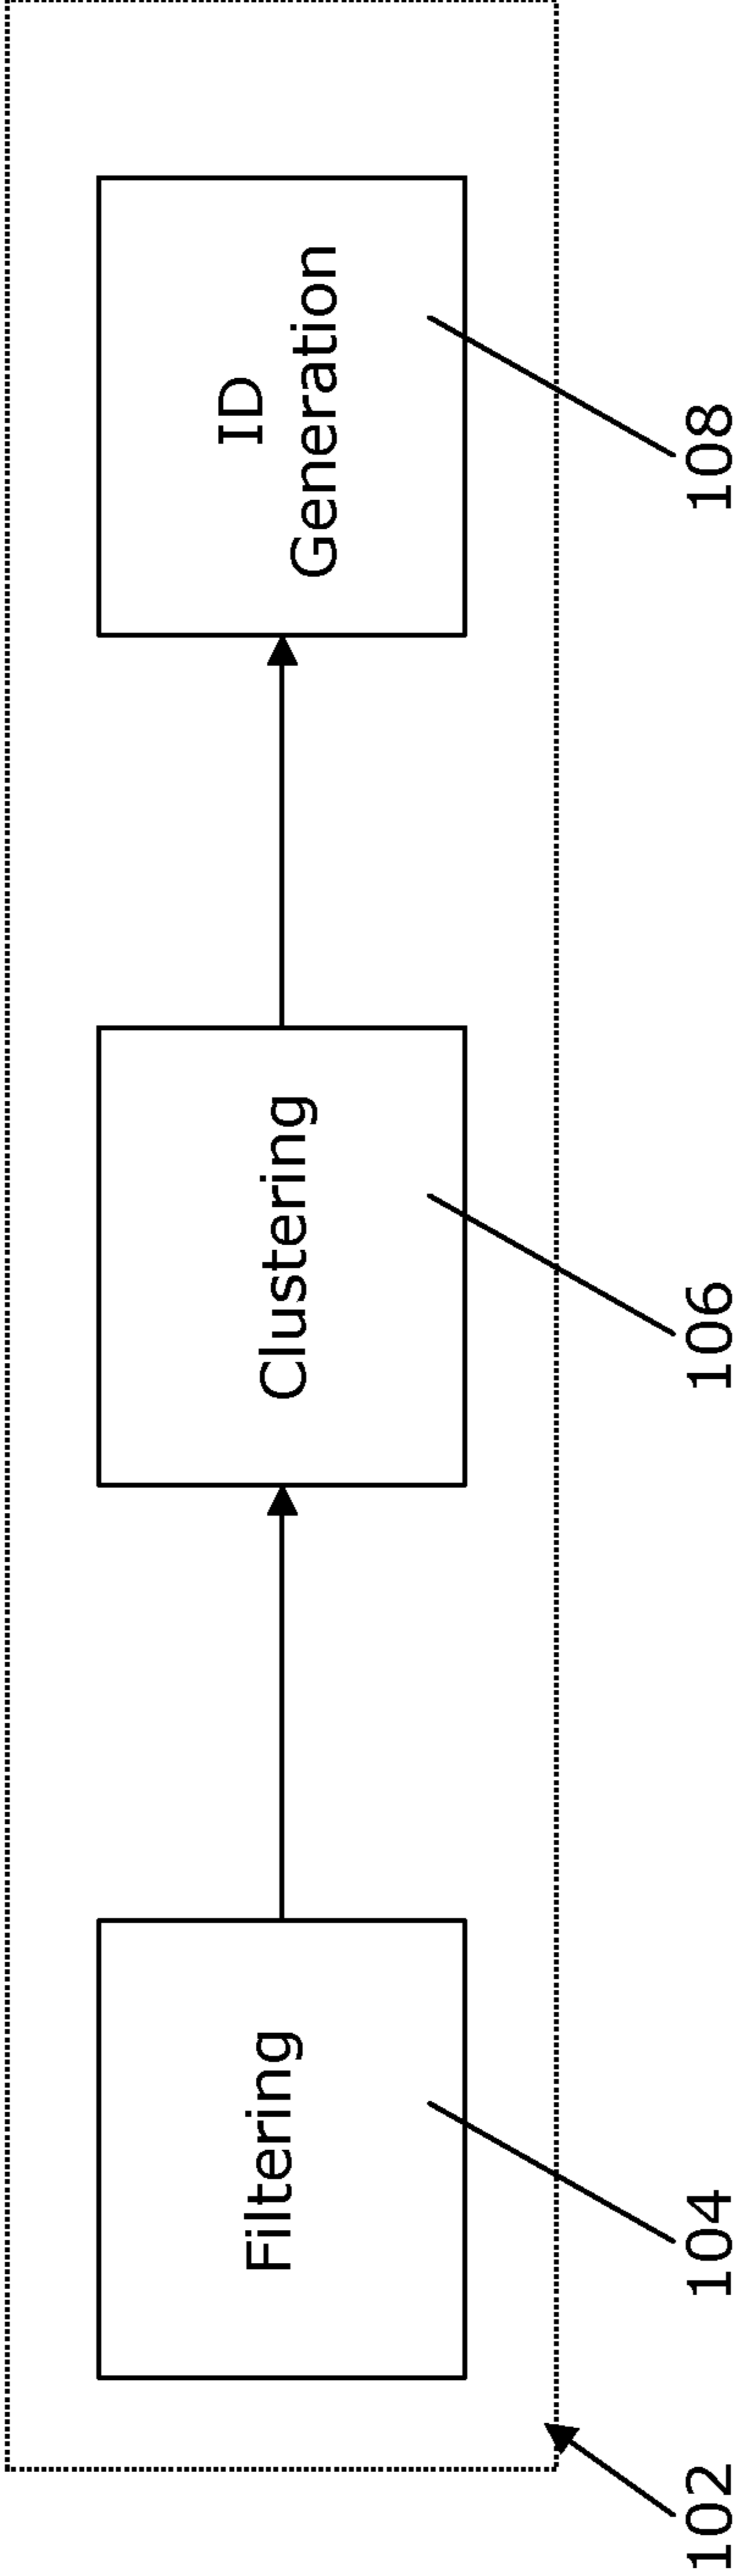 Filtering
Clustering
ID
Generation
102
104
106
108